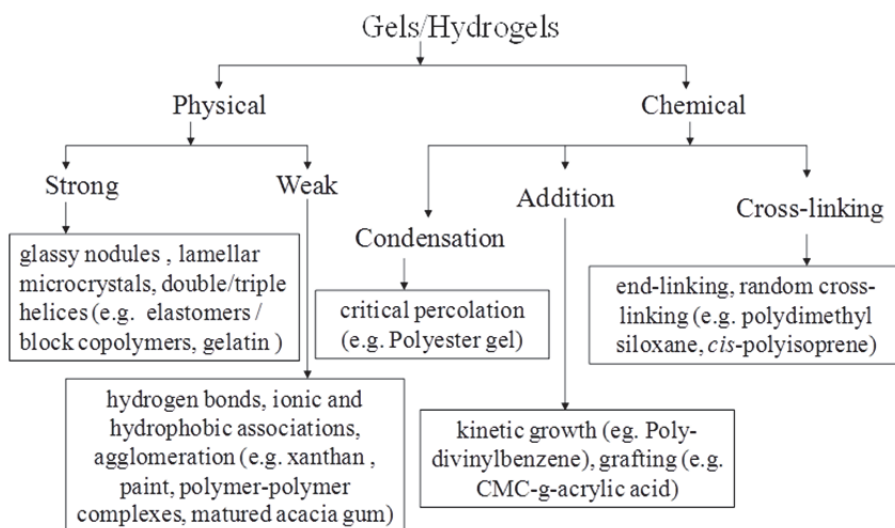 Gels/Hydrogels
Physical
Chemical
Strong
Weak
Condensation
Addition
Cross-linking
glassy nodules , lamellar
microcrystals, double/triple
helices (e.g. elastomers /
block copolymers, gelatin )
critical percolation
(e.g. Polyester gel)
end-linking, random cross-
linking (e.g. polydimethyl
siloxane, cis-polyisoprene)
hydrogen bonds, ionic and
hydrophobic associations,
agglomeration (e.g. xanthan ,
paint, polymer-polymer
complexes, matured acacia gum)
kinetic growth (eg. Poly-
divinylbenzene), grafting (e.g.
CMC-g-acrylic acid)